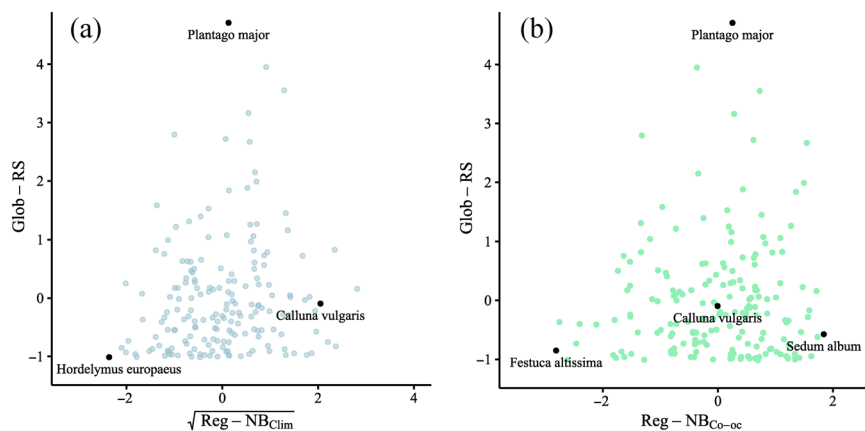 (a)
Plantago major
4
3
2
1
0
−1
Glob − RS
Calluna vulgaris
Hordelymus europaeus
−2
0
2
4
√Reg − NB_Clim
(b)
Plantago major
4
3
2
1
0
−1
Glob − RS
Calluna vulgaris
Sedum album
Festuca altissima
−2
0
2
Reg − NB_Co−oc